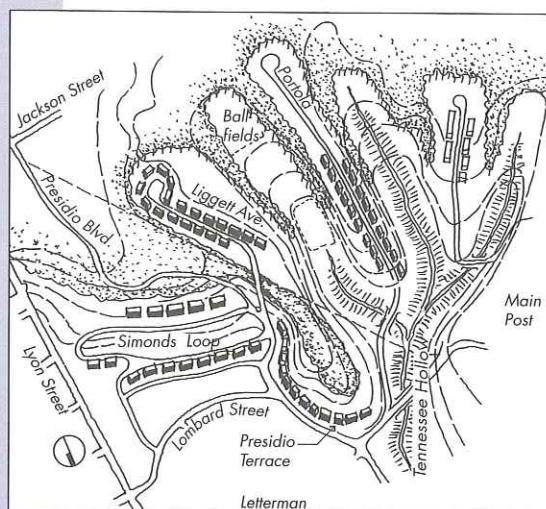 Jackson Street
Presidio Blvd.
Portola
Ball
fields
Liggett Ave
Main
Post
Simonds Loop
Lyon Street
Lombard Street
Presidio
Terrace
Tennessee Hollow
Letterman